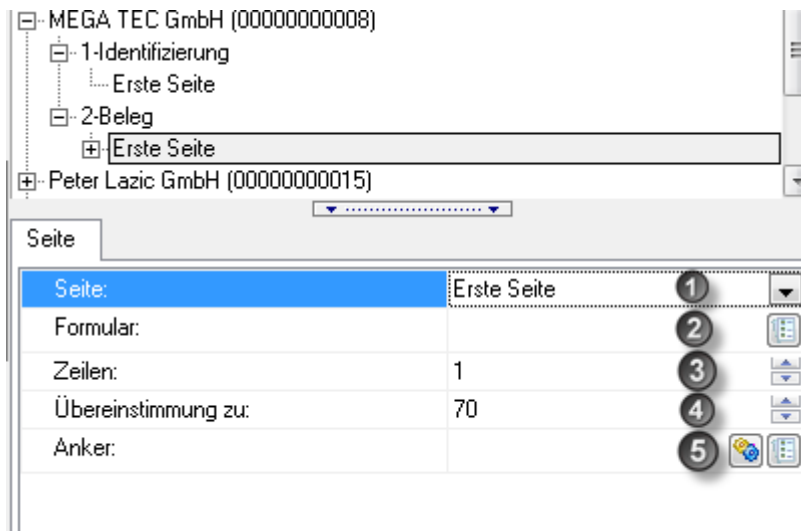 MEGA TEC GmbH (00000000008)
1-Identifizierung
Erste Seite
2-Beleg
Erste Seite
Peter Lazic GmbH (00000000015)
Seite
Seite: Erste Seite 1
Formular: 2
Zeilen: 1 3
Übereinstimmung zu: 70 4
Anker: 5